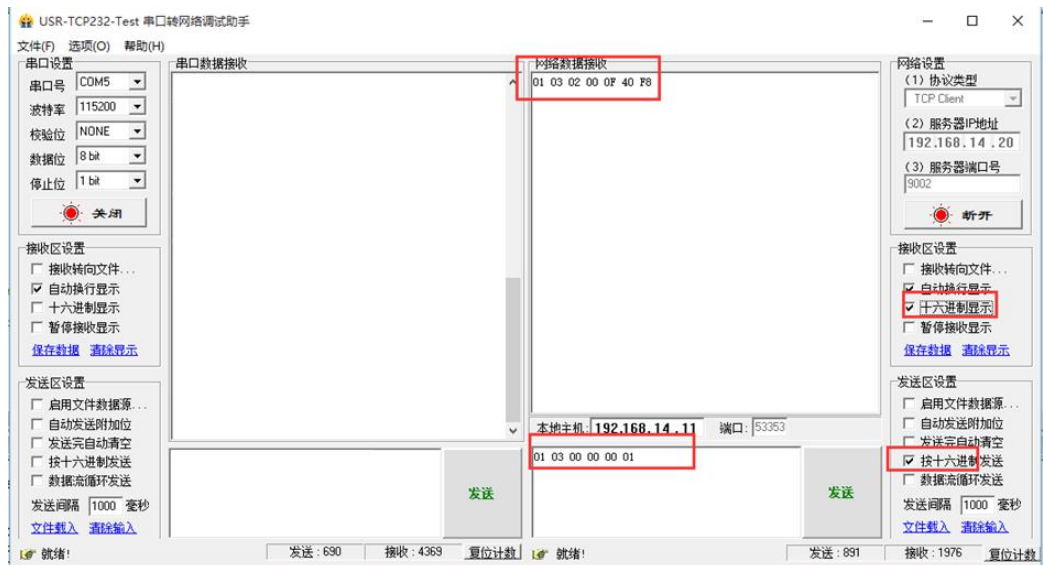 USR-TCP232-Test 串口转网络调试助手
文件(F) 选项(O) 帮助(H)
串口设置
串口号 COM5
波特率 115200
校验位 NONE
数据位 8 bit
停止位 1 bit
关闭
接收区设置
接收转向文件...
自动换行显示
十六进制显示
暂停接收显示
保存数据 清除显示
发送区设置
启用文件数据源...
自动发送附加位
发送完自动清空
按十六进制发送
数据流循环发送
发送间隔 1000 毫秒
文件载入 清除输入
串口数据接收
发送
网络数据接收
01 03 02 00 0F 40 F8
本地主机: 192.168.14.11 端口: 53353
01 03 00 00 00 01
发送
网络设置
(1) 协议类型
TCP Client
(2) 服务器IP地址
192.168.14.20
(3) 服务器端口号
9002
断开
接收区设置
接收转向文件...
自动换行显示
十六进制显示
暂停接收显示
保存数据 清除显示
发送区设置
启用文件数据源...
自动发送附加位
发送完自动清空
按十六进制发送
数据流循环发送
发送间隔 1000 毫秒
文件载入 清除输入
就绪! 发送:690 接收:4369 复位计数
就绪! 发送:891 接收:1976 复位计数